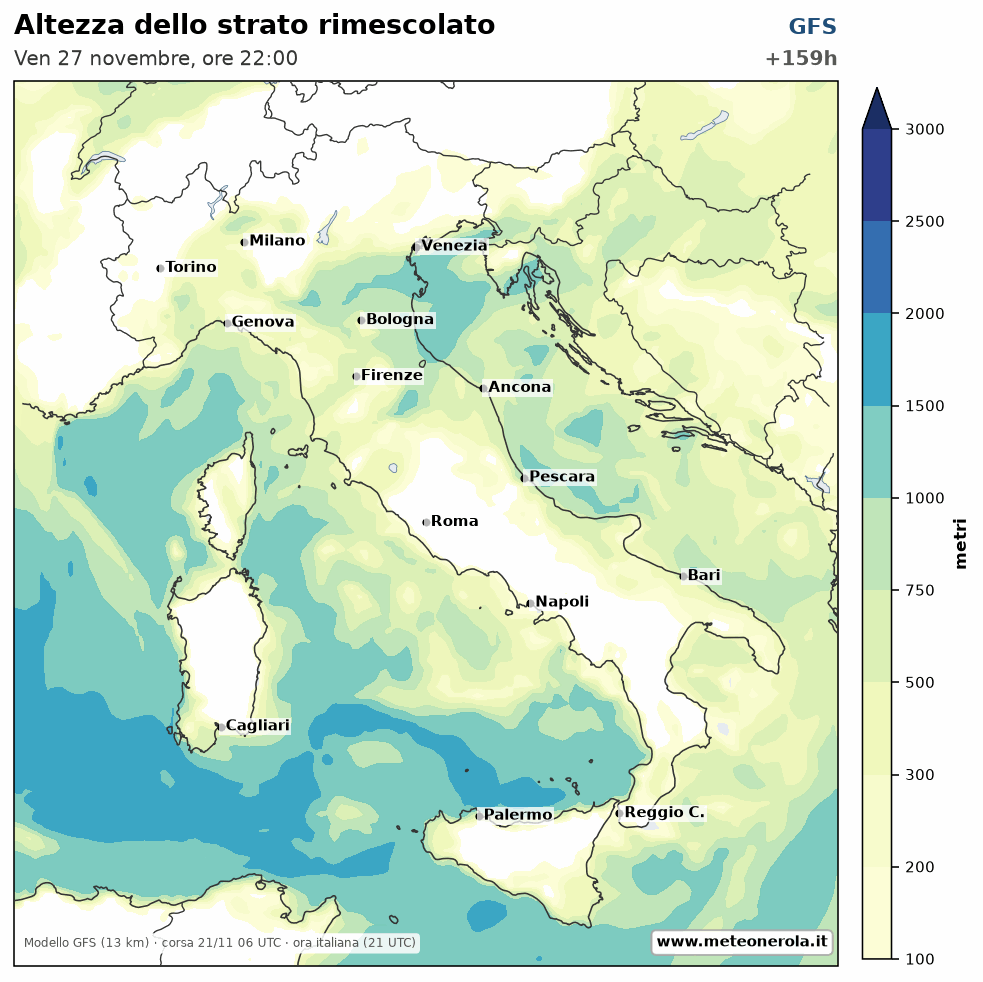 Altezza dello strato rimescolato
GFS
Ven 27 novembre, ore 22:00
+159h
3000
2500
2000
1500
1000
750
500
300
200
100
metri
Milano
Venezia
Torino
Genova
Bologna
Firenze
Ancona
Pescara
Roma
Bari
Napoli
Cagliari
Palermo
Reggio C.
Modello GFS (13 km) · corsa 21/11 06 UTC · ora italiana (21 UTC)
www.meteonerola.it